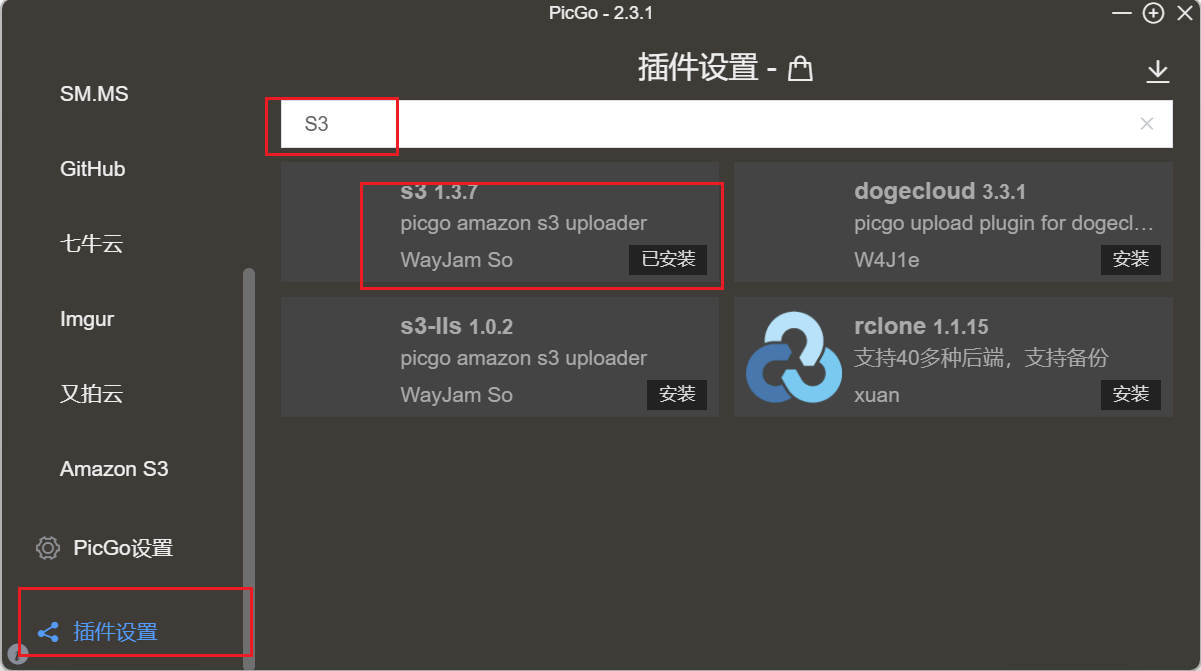 PicGo - 2.3.1
SM.MS
GitHub
七牛云
Imgur
又拍云
Amazon S3
PicGo设置
插件设置
插件设置 -
S3
s3 1.3.7
picgo amazon s3 uploader
WayJam So
已安装
dogecloud 3.3.1
picgo upload plugin for dogecl...
W4J1e
安装
s3-lls 1.0.2
picgo amazon s3 uploader
WayJam So
安装
rclone 1.1.15
支持40多种后端，支持备份
xuan
安装